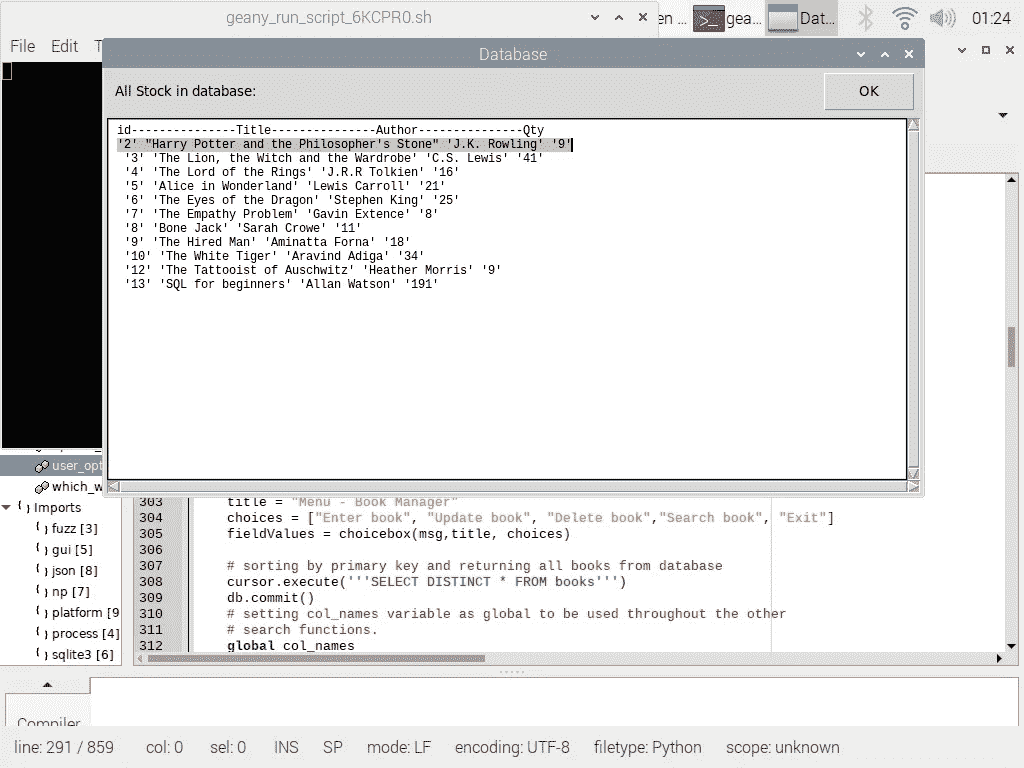 geany_run_script_6KCPR0.sh
en ...
gea...
Dat...
01:24
File Edit T
Database
All Stock in database:
OK
id---------------Title---------------Author---------------Qty
'2' "Harry Potter and the Philosopher's Stone" 'J.K. Rowling' '9'
'3' 'The Lion, the Witch and the Wardrobe' 'C.S. Lewis' '41'
'4' 'The Lord of the Rings' 'J.R.R Tolkien' '16'
'5' 'Alice in Wonderland' 'Lewis Carroll' '21'
'6' 'The Eyes of the Dragon' 'Stephen King' '25'
'7' 'The Empathy Problem' 'Gavin Extence' '8'
'8' 'Bone Jack' 'Sarah Crowe' '11'
'9' 'The Hired Man' 'Aminatta Forna' '18'
'10' 'The White Tiger' 'Aravind Adiga' '34'
'12' 'The Tattooist of Auschwitz' 'Heather Morris' '9'
'13' 'SQL for beginners' 'Allan Watson' '191'
user_opt
which_w
Imports
fuzz [3]
gui [5]
json [8]
np [7]
platform [9
process [4]
sqlite3 [6]
303 title = "Menu - Book Manager"
304 choices = ["Enter book", "Update book", "Delete book","Search book", "Exit"]
305 fieldValues = choicebox(msg,title, choices)
306
307 # sorting by primary key and returning all books from database
308 cursor.execute('''SELECT DISTINCT * FROM books''')
309 db.commit()
310 # setting col_names variable as global to be used throughout the other
311 # search functions.
312 global col_names
Compiler
line: 291 / 859 col: 0 sel: 0 INS SP mode: LF encoding: UTF-8 filetype: Python scope: unknown